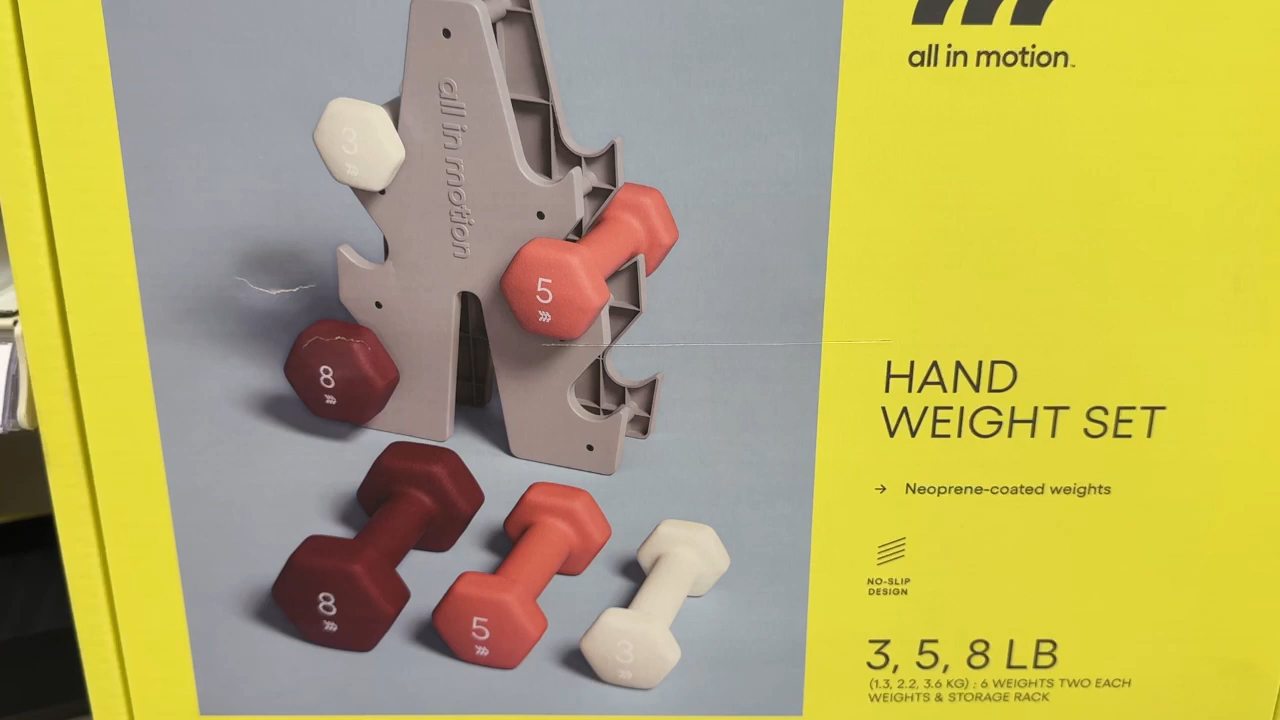 all in motion™
all in motion
3
5
8
HAND
WEIGHT SET
→ Neoprene-coated weights
NO-SLIP
DESIGN
8
5
3
3, 5, 8 LB
(1.3, 2.2, 3.6 KG) : 6 WEIGHTS TWO EACH
WEIGHTS & STORAGE RACK